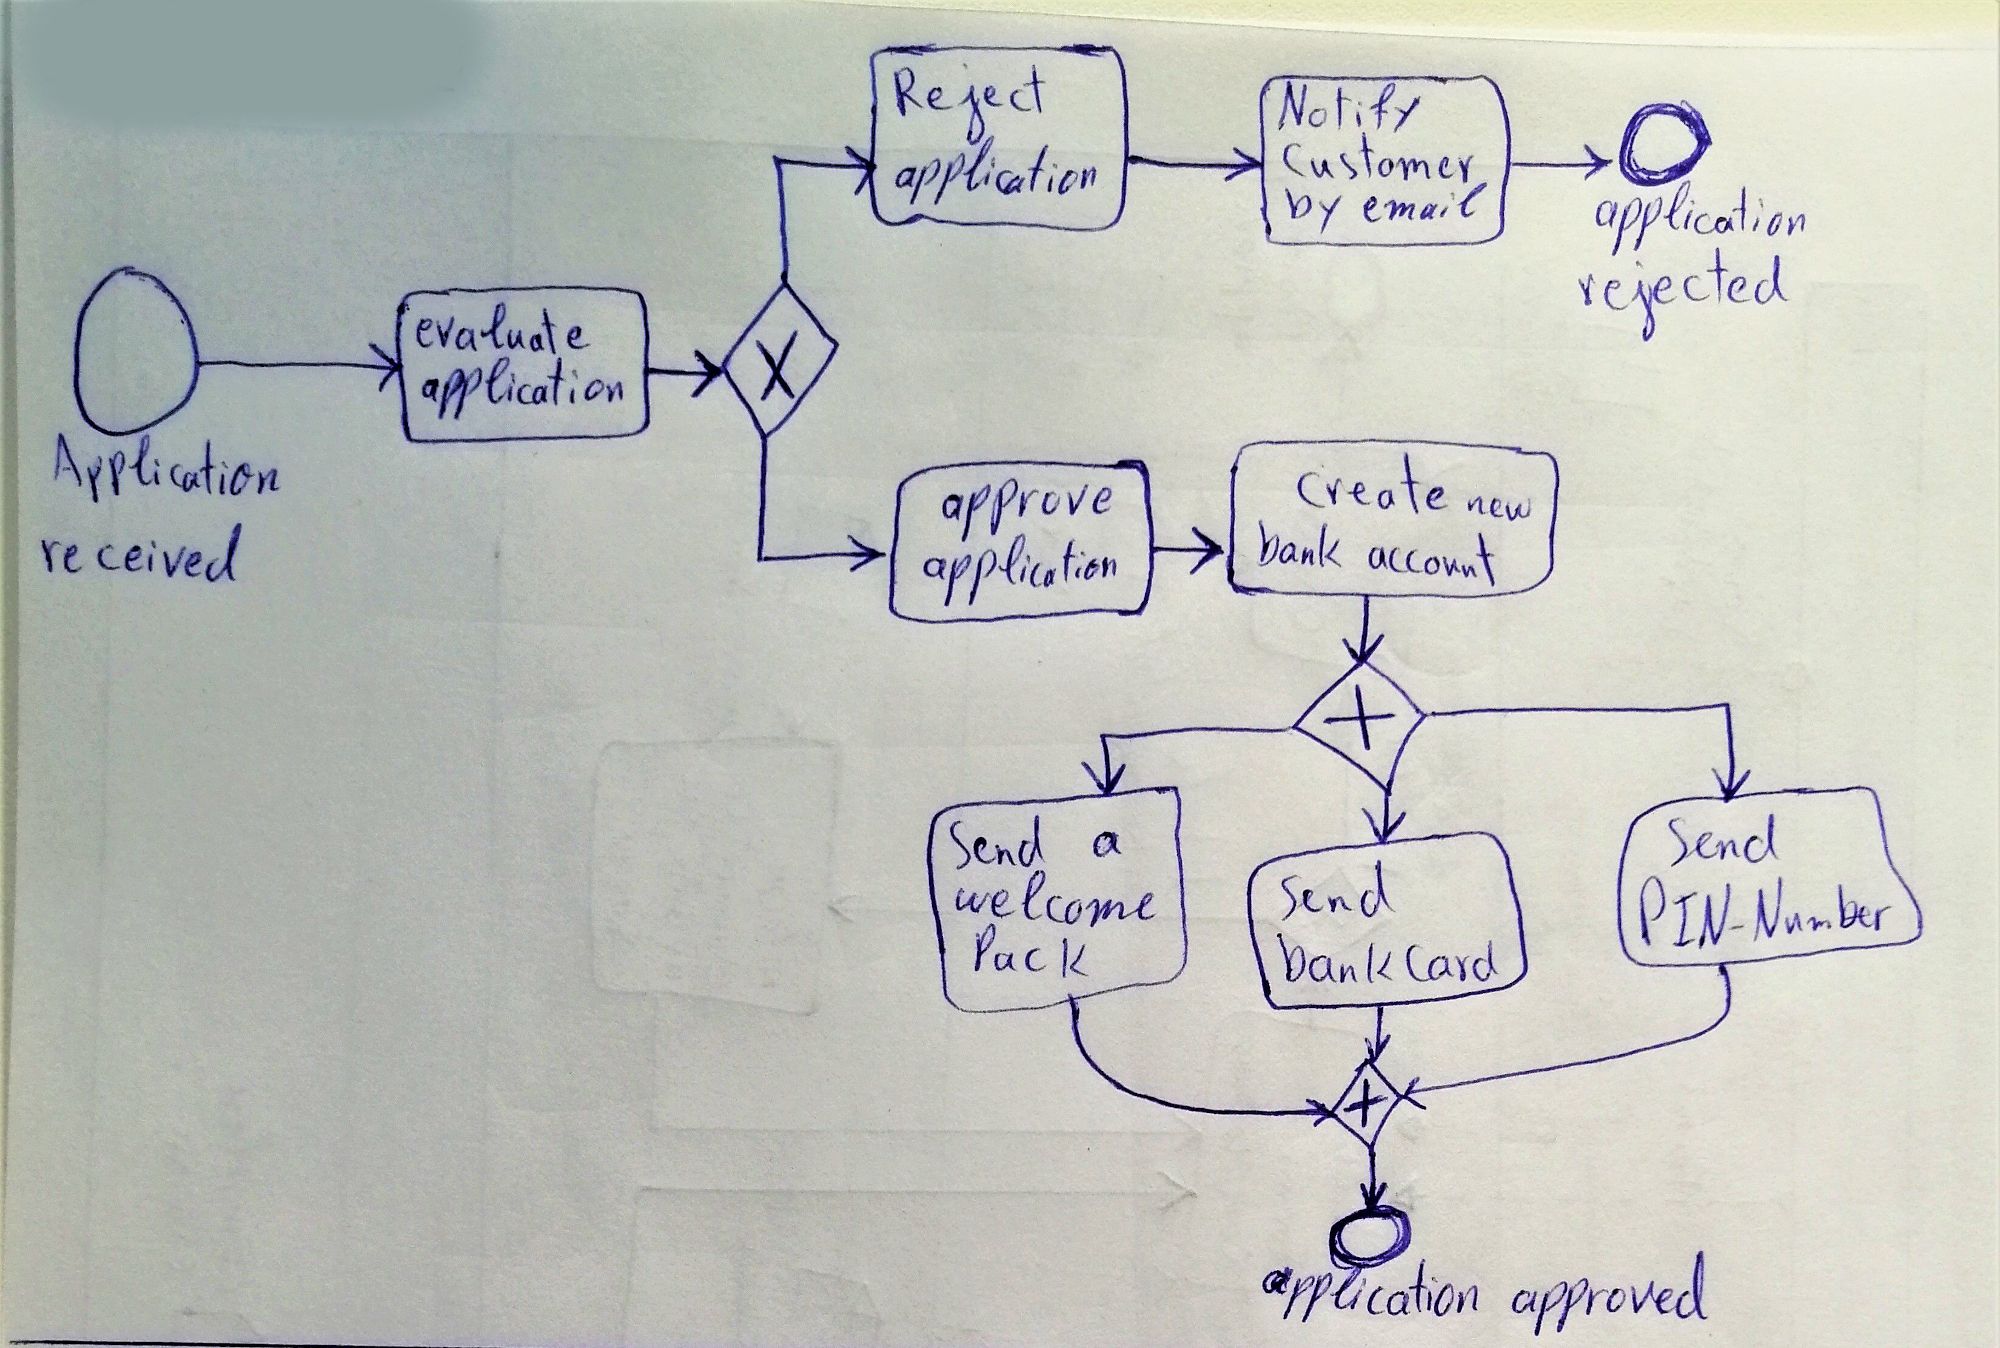 Reject
application
Notify
Customer
by email
application
rejected
evaluate
application
X
Application
received
approve
application
Create new
bank account
+
Send a
welcome
Pack
Send
bank Card
Send
PIN-Number
+
application approved